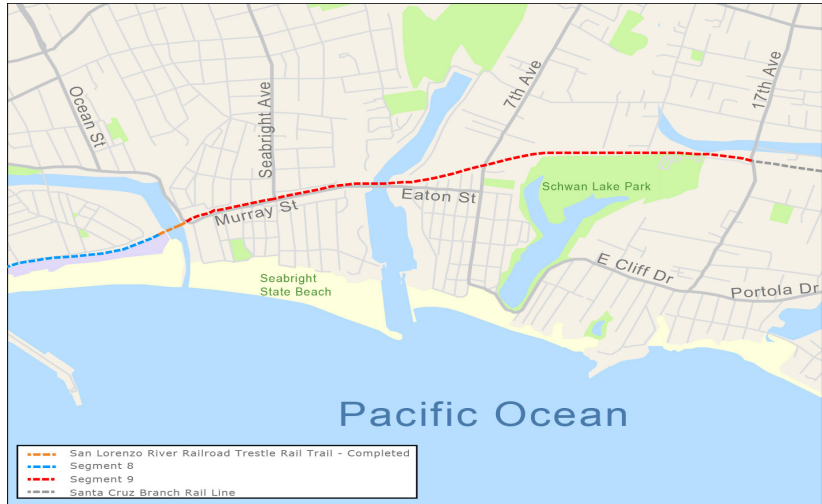 Ocean St
Seabright Ave
7th Ave
17th Ave
Murray St
Eaton St
Schwan Lake Park
Seabright
State Beach
E Cliff Dr
Portola Dr
Pacific Ocean
San Lorenzo River Railroad Trestle Rail Trail - Completed
Segment 8
Segment 9
Santa Cruz Branch Rail Line